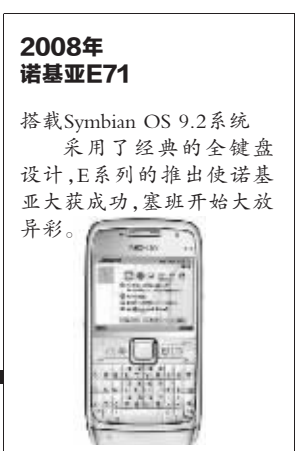 2008年
诺基亚E71
搭载Symbian OS 9.2系统
采用了经典的全键盘
设计,E系列的推出使诺基
亚大获成功,塞班开始大放
异彩。